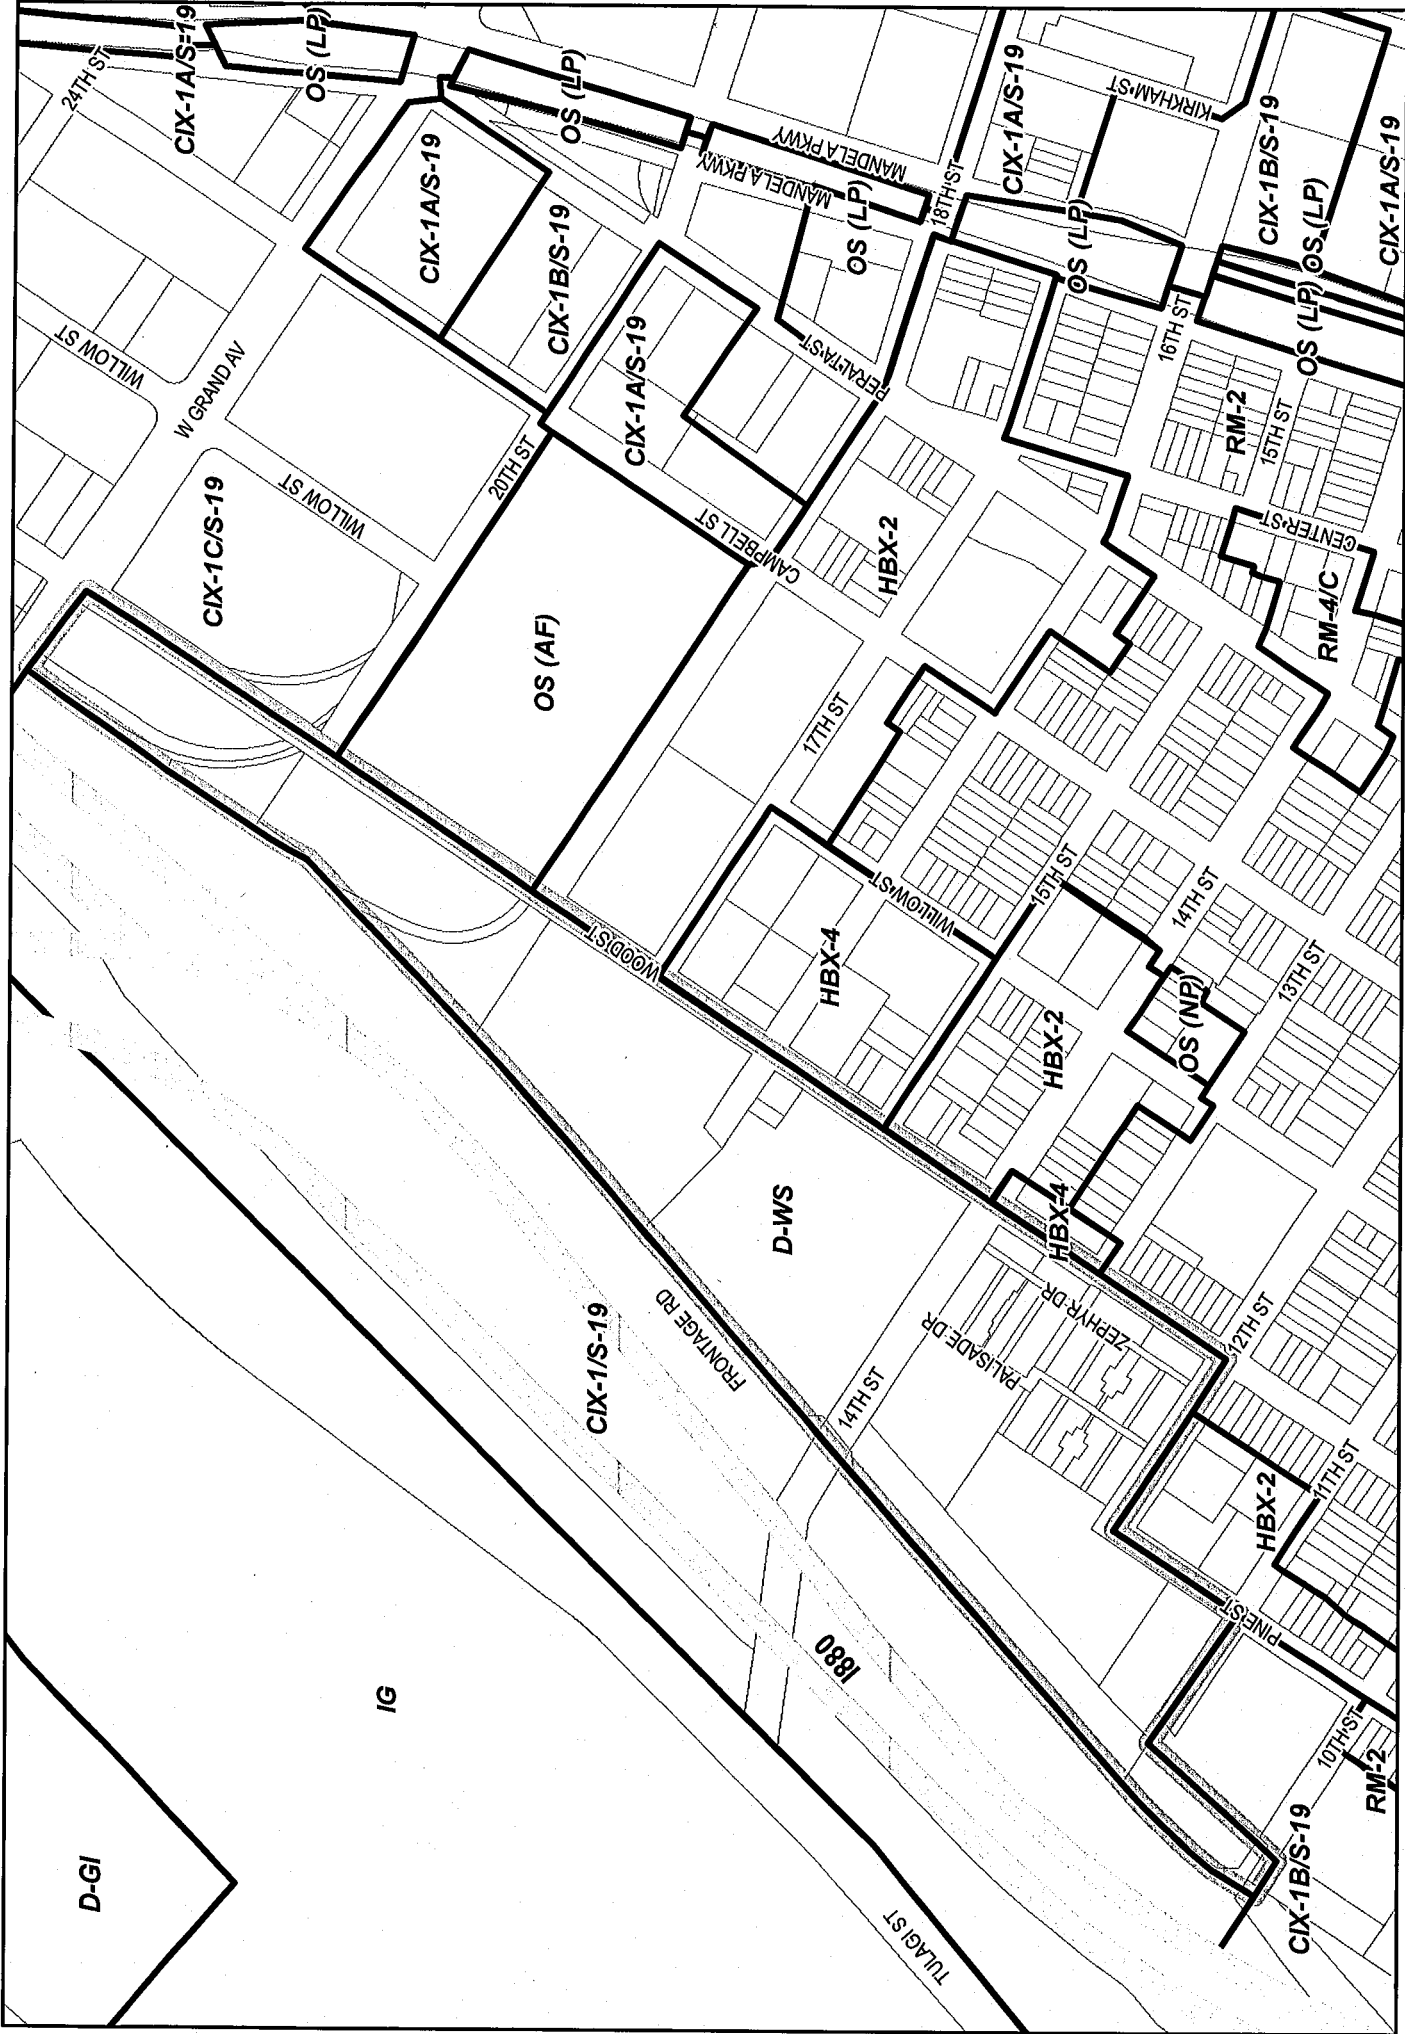 24TH ST
CIX-1A/S-19
OS (LP)
OS (LP)
CIX-1A/S-19
KIRKHAM ST
CIX-1B/S-19
CIX-1A/S-19
MANDELA PKWY
MANDELA PKWY
18TH ST
OS (LP)
OS (LP)
OS (LP)
OS (LP)
CIX-1A/S-19
CIX-1B/S-19
WILLOW ST
W GRAND AV
CIX-1A/S-19
PERALTA ST
16TH ST
RM-2
15TH ST
CENTER ST
RM-4/C
20TH ST
WILLOW ST
CIX-1C/S-19
CAMPBELL ST
HBX-2
OS (AF)
17TH ST
WILLOW ST
15TH ST
14TH ST
13TH ST
WOOD ST
HBX-4
HBX-2
OS (NP)
D-WS
HBX-4
ZEPHYR DR
PALISADE DR
12TH ST
FRONTAGE RD
CIX-1/S-19
14TH ST
11TH ST
HBX-2
PINE ST
I880
IG
10TH ST
RM-2
CIX-1B/S-19
D-GI
TULAGI ST